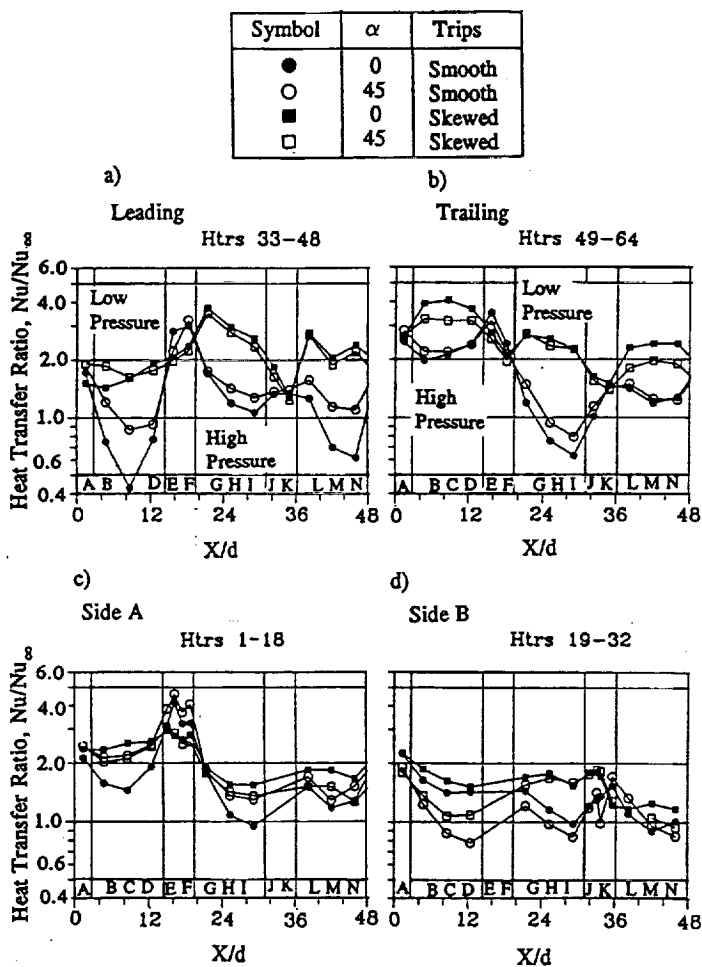 Symbol α Trips
0 Smooth
45 Smooth
0 Skewed
45 Skewed
a) b)
Leading Trailing
Htrs 33-48 Htrs 49-64
Heat Transfer Ratio, Nu/Nu∞
6.0
4.0
2.0
1.0
0.6
0.4
Low
Pressure
High
Pressure
A B D E F G H I J K L M N
0 12 24 36 48
X/d
Low
Pressure
High
Pressure
A B C D E F G H I J K L M N
0 12 24 36 48
X/d
c) d)
Side A Side B
Htrs 1-18 Htrs 19-32
Heat Transfer Ratio, Nu/Nu∞
6.0
4.0
2.0
1.0
0.6
0.4
A B C D E F G H I J K L M N
0 12 24 36 48
X/d
A B C D E F G H I J K L M N
0 12 24 36 48
X/d